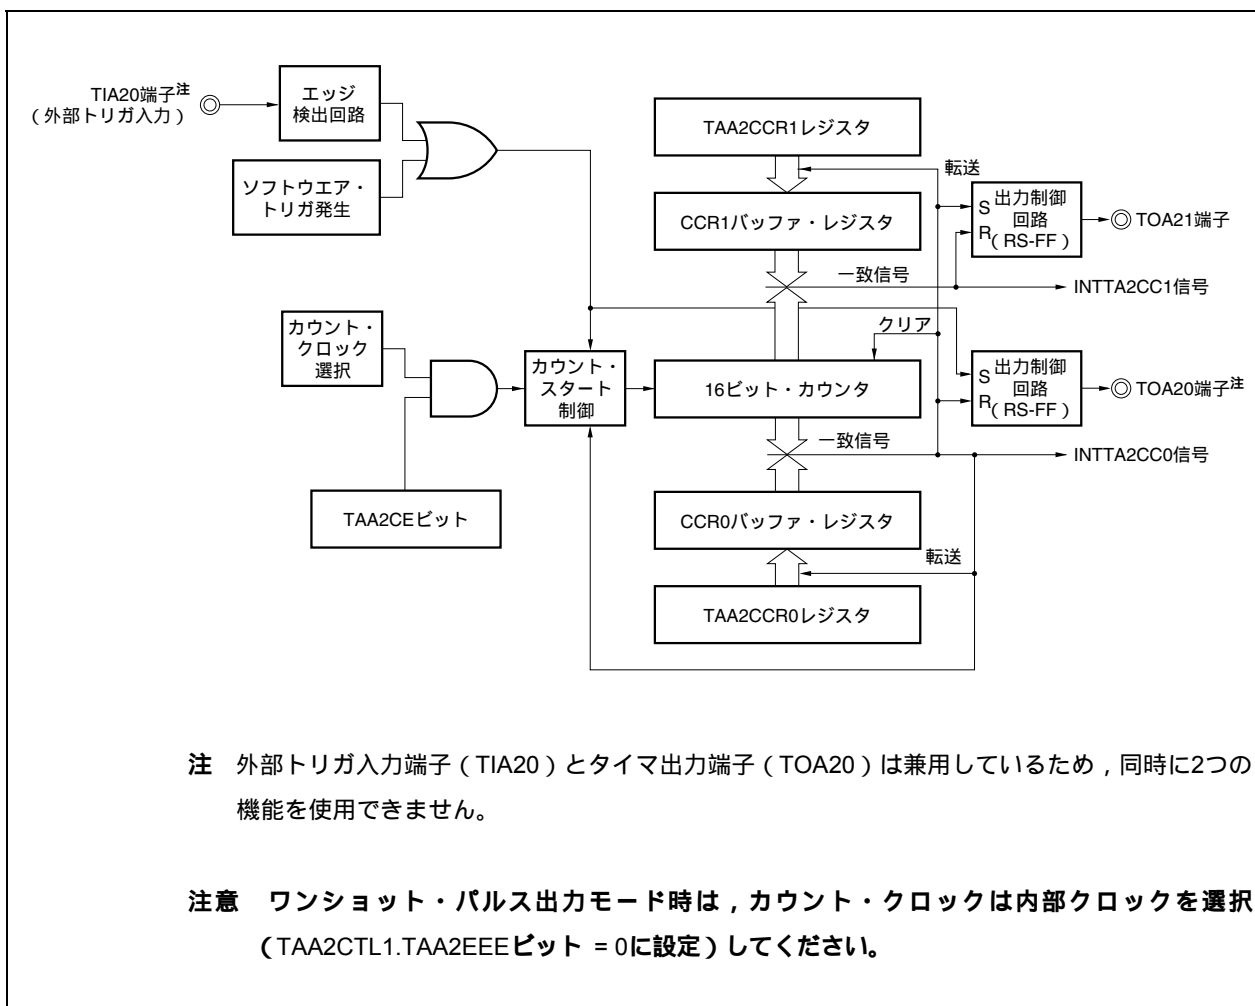 TIA20端子注
(外部トリガ入力)
エッジ
検出回路
ソフトウエア・
トリガ発生
カウント・
クロック
選択
TAA2CEビット
カウント・
スタート
制御
TAA2CCR1レジスタ
転送
CCR1バッファ・レジスタ
一致信号
S
R
出力制御
回路
(RS-FF)
TOA21端子
INTTA2CC1信号
クリア
16ビット・カウンタ
S
R
出力制御
回路
(RS-FF)
TOA20端子注
一致信号
INTTA2CC0信号
CCR0バッファ・レジスタ
転送
TAA2CCR0レジスタ
注 外部トリガ入力端子(TIA20)とタイマ出力端子(TOA20)は兼用しているため,同時に2つの
機能を使用できません。
注意 ワンショット・パルス出力モード時は,カウント・クロックは内部クロックを選択
(TAA2CTL1.TAA2EEEビット = 0に設定)してください。